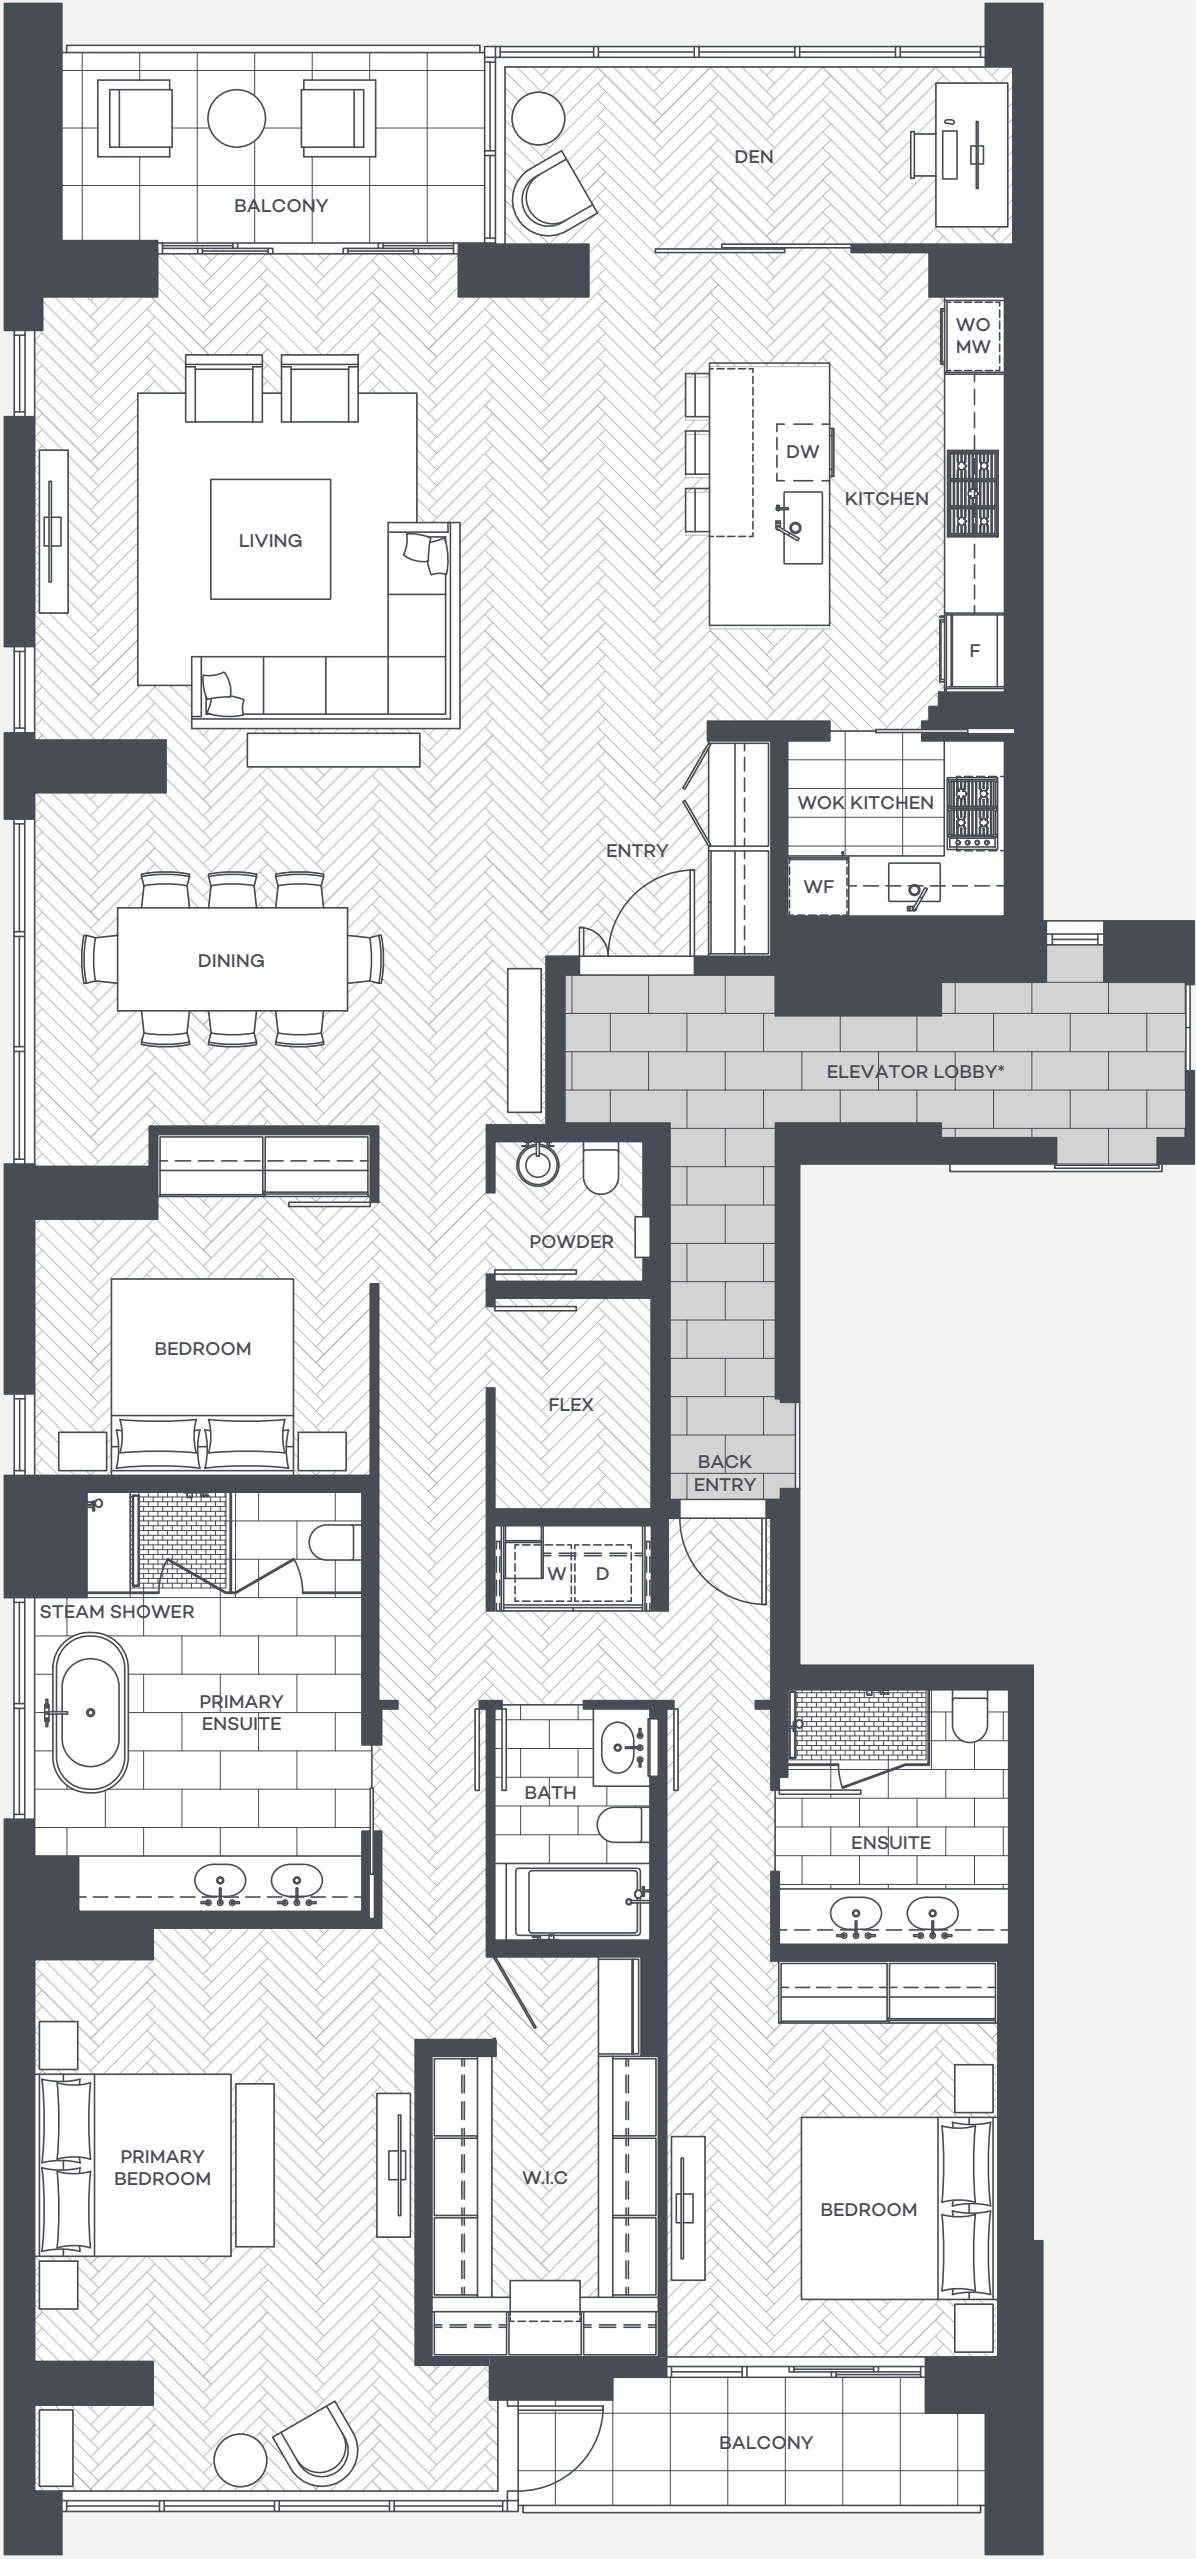 DEN
BALCONY
WO
MW
DW
KITCHEN
LIVING
F
WOK KITCHEN
ENTRY
WF
DINING
ELEVATOR LOBBY*
POWDER
BEDROOM
FLEX
BACK
ENTRY
W
D
STEAM SHOWER
PRIMARY
ENSUITE
BATH
ENSUITE
PRIMARY
BEDROOM
W.I.C
BEDROOM
BALCONY